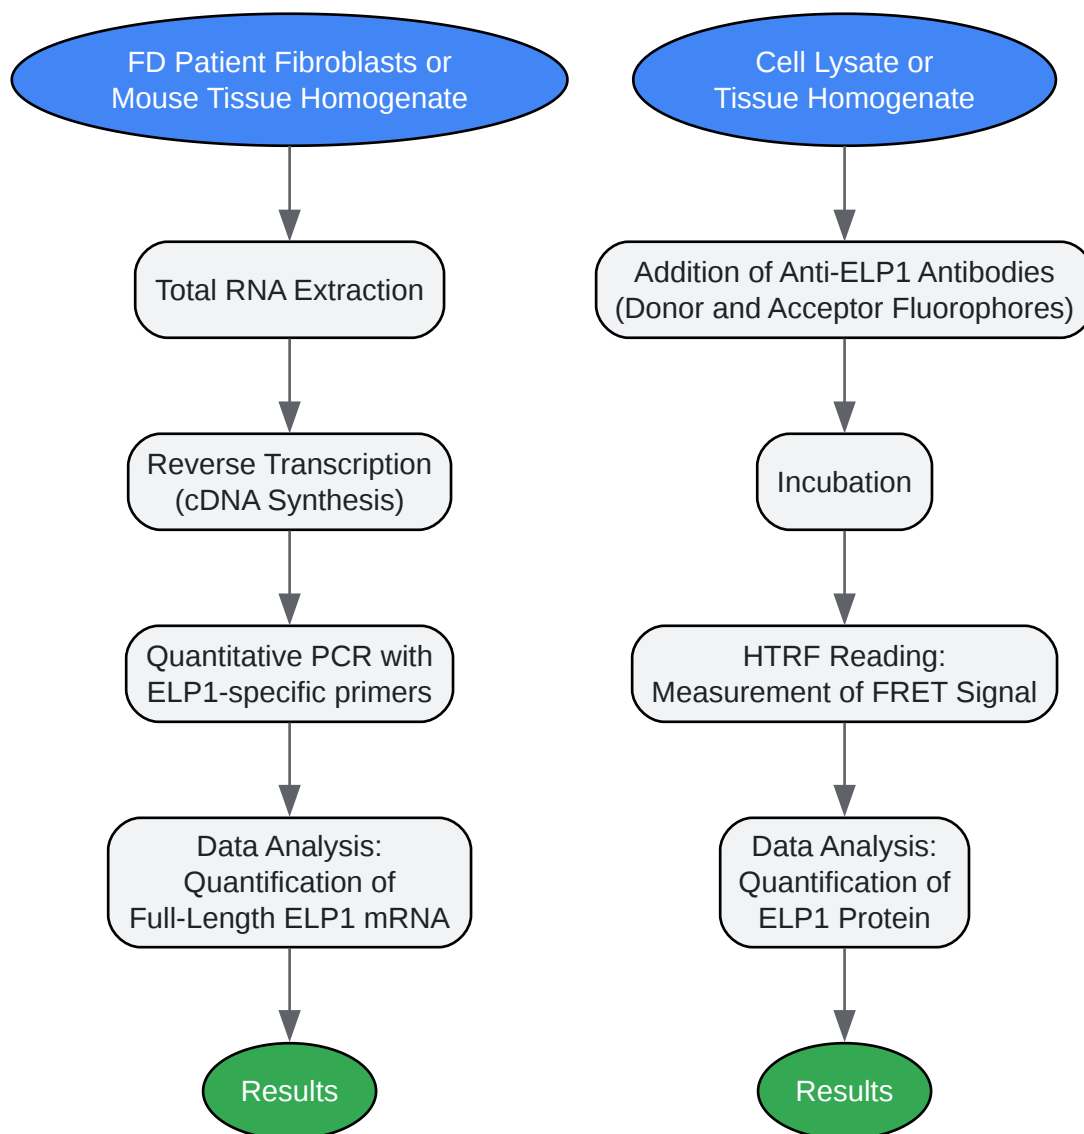 FD Patient Fibroblasts or
Mouse Tissue Homogenate
Total RNA Extraction
Reverse Transcription
(cDNA Synthesis)
Quantitative PCR with
ELP1-specific primers
Data Analysis:
Quantification of
Full-Length ELP1 mRNA
Results
Cell Lysate or
Tissue Homogenate
Addition of Anti-ELP1 Antibodies
(Donor and Acceptor Fluorophores)
Incubation
HTRF Reading:
Measurement of FRET Signal
Data Analysis:
Quantification of
ELP1 Protein
Results